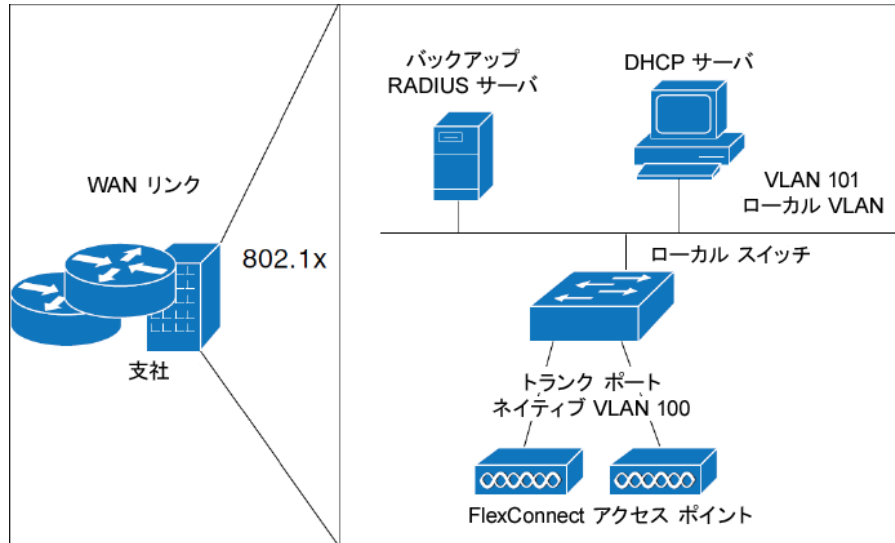 WAN リンク
802.1x
支社
バックアップ
RADIUS サーバ
DHCP サーバ
VLAN 101
ローカル VLAN
ローカル スイッチ
トランク ポート
ネイティブ VLAN 100
FlexConnect アクセス ポイント